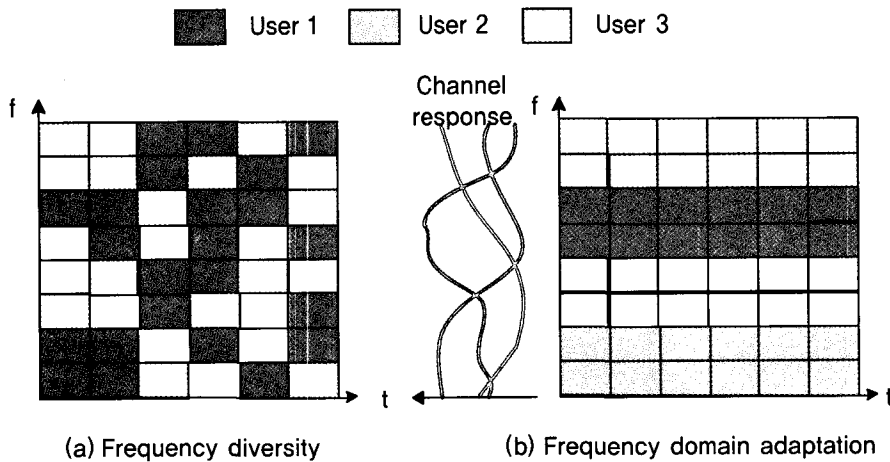 User 1 User 2 User 3
Channel
response
f
f
t
t
(a) Frequency diversity
(b) Frequency domain adaptation